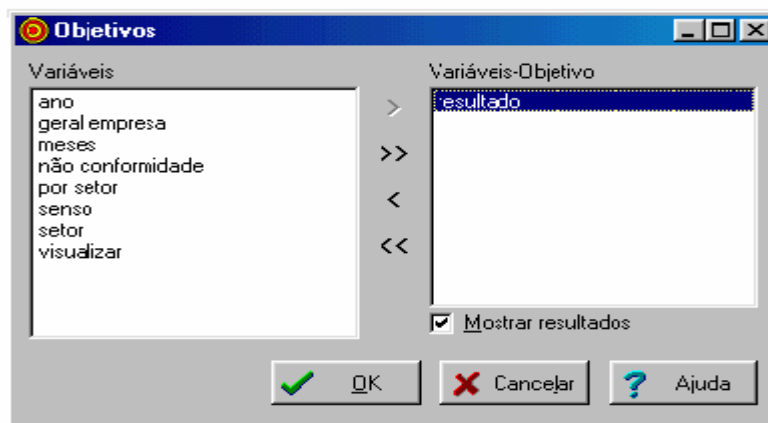 Objetivos
Variáveis
Variáveis-Objetivo
ano
geral empresa
meses
não conformidade
por setor
senso
setor
visualizar
>
>>
<
<<
resultado
Mostrar resultados
OK
Cancelar
Ajuda